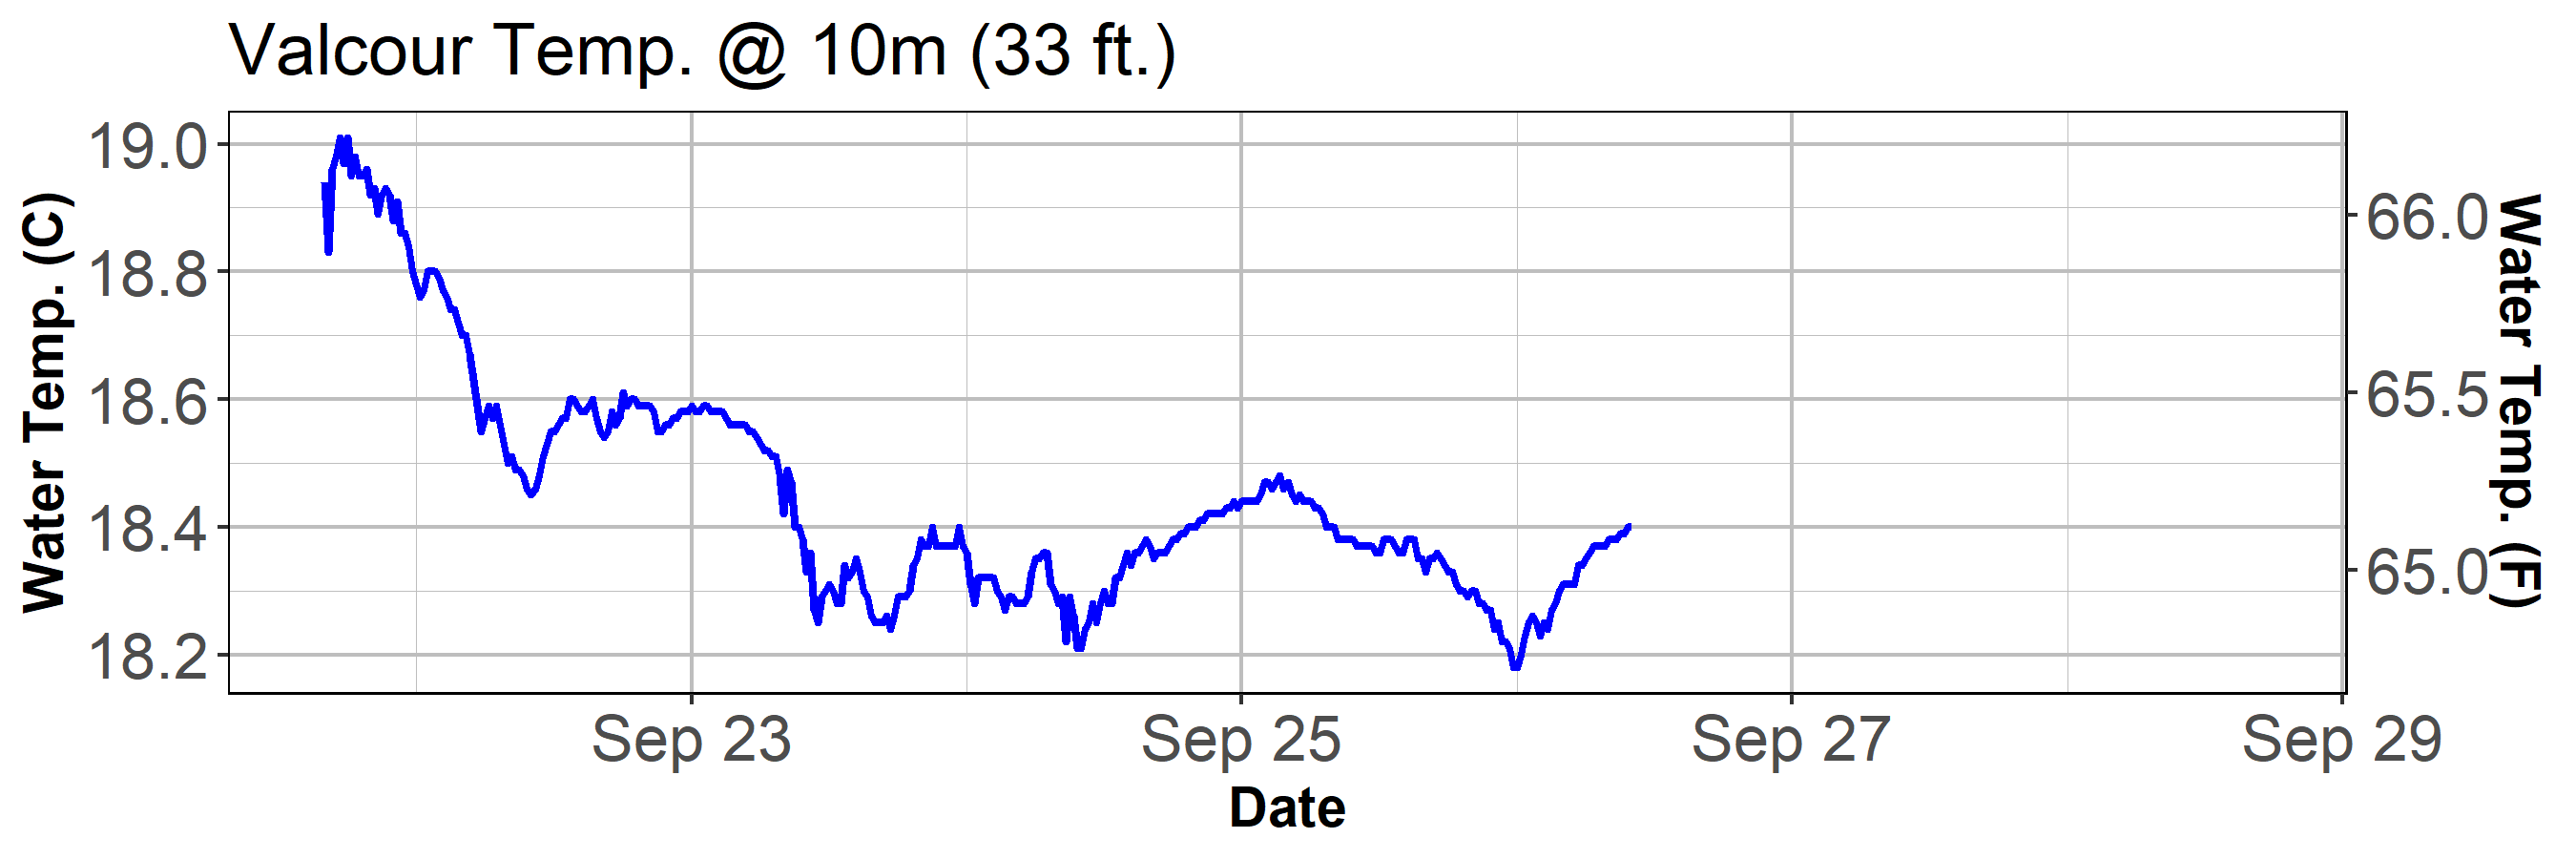 Valcour Temp. @ 10m (33 ft.)
Water Temp. (C)
19.0
18.8
18.6
18.4
18.2
66.0
65.5
65.0
Water Temp. (F)
Sep 23 Sep 25 Sep 27 Sep 29
Date